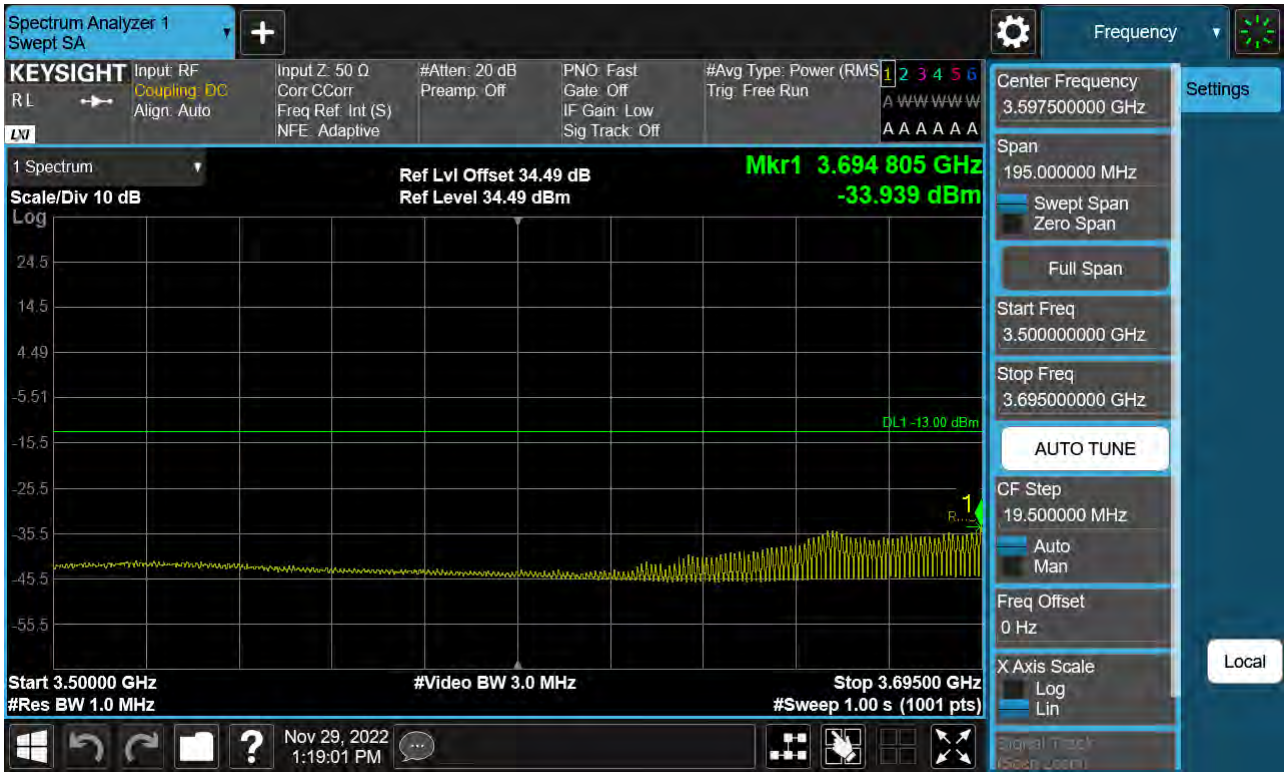 Spectrum Analyzer 1
Swept SA
+
Frequency
KEYSIGHT
RL
LXI
Input: RF
Coupling: DC
Align: Auto
Input Z: 50 Ω
Corr CCorr
Freq Ref: Int (S)
NFE: Adaptive
#Atten: 20 dB
Preamp: Off
PNO: Fast
Gate: Off
IF Gain: Low
Sig Track: Off
#Avg Type: Power (RMS
Trig: Free Run
1 2 3 4 5 6
A W W W W W
A A A A A A
1 Spectrum
Scale/Div 10 dB
Log
Ref Lvl Offset 34.49 dB
Ref Level 34.49 dBm
Mkr1 3.694 805 GHz
-33.939 dBm
24.5
14.5
4.49
-5.51
DL1 -13.00 dBm
-15.5
-25.5
1
-35.5
-45.5
-55.5
Start 3.50000 GHz
#Video BW 3.0 MHz
Stop 3.69500 GHz
#Res BW 1.0 MHz
#Sweep 1.00 s (1001 pts)
Center Frequency
3.597500000 GHz
Settings
Span
195.000000 MHz
Swept Span
Zero Span
Full Span
Start Freq
3.500000000 GHz
Stop Freq
3.695000000 GHz
AUTO TUNE
CF Step
19.500000 MHz
Auto
Man
Freq Offset
0 Hz
X Axis Scale
Log
Lin
Local
Signal Track
(Span Zoom)
?
Nov 29, 2022
1:19:01 PM